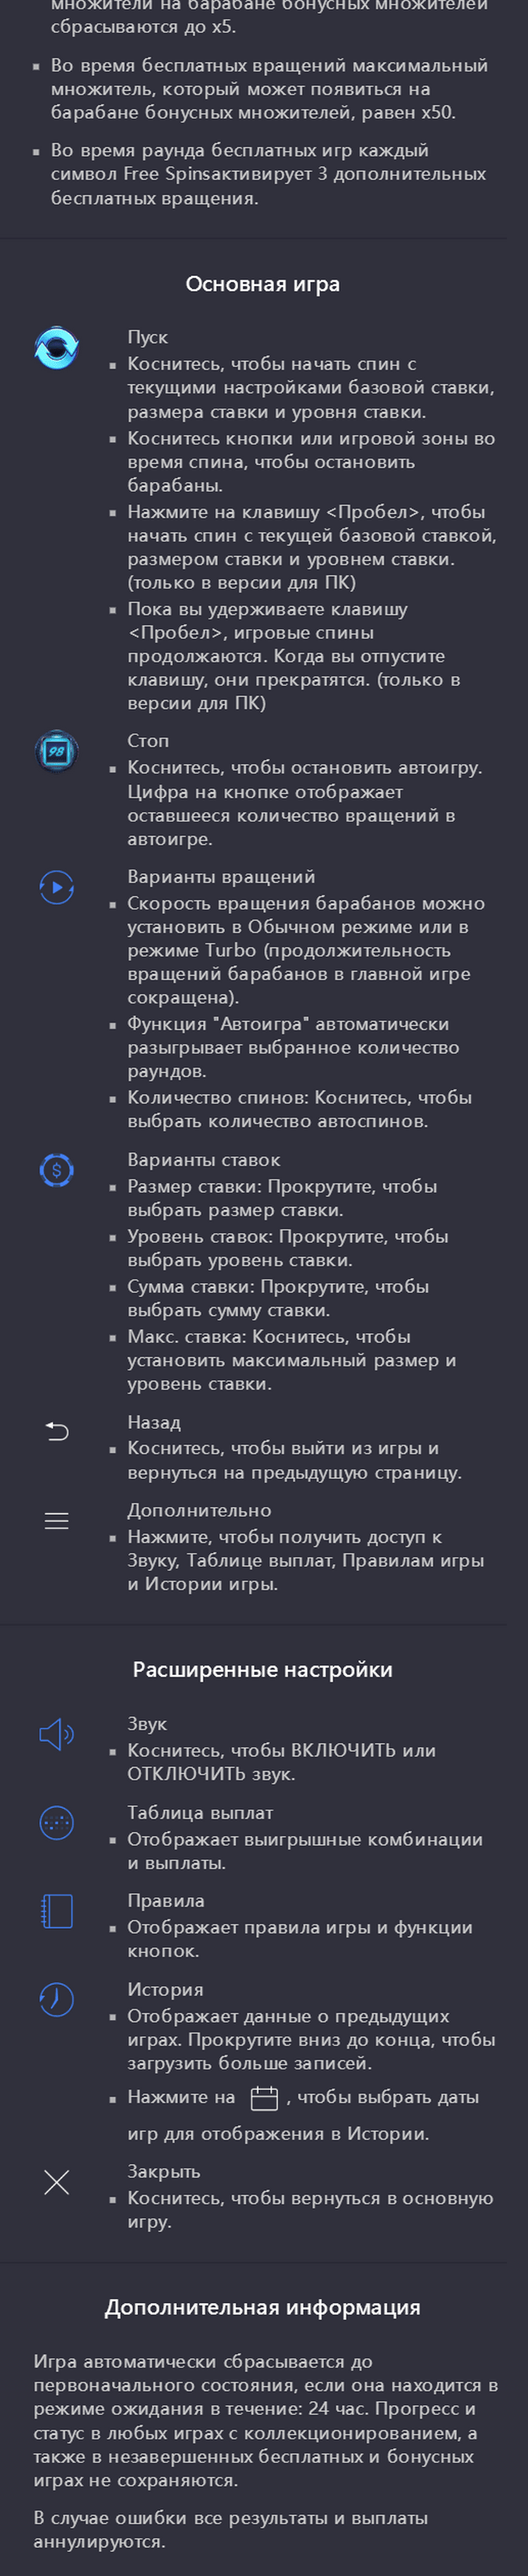 множители на барабане бонусных множителей
сбрасываются до x5.
Во время бесплатных вращений максимальный
множитель, который может появиться на
барабане бонусных множителей, равен x50.
Во время раунда бесплатных игр каждый
символ Free Spinsактивирует 3 дополнительных
бесплатных вращения.
Основная игра
Пуск
Коснитесь, чтобы начать спин с
текущими настройками базовой ставки,
размера ставки и уровня ставки.
Коснитесь кнопки или игровой зоны во
время спина, чтобы остановить
барабаны.
Нажмите на клавишу <Пробел>, чтобы
начать спин с текущей базовой ставкой,
размером ставки и уровнем ставки.
(только в версии для ПК)
Пока вы удерживаете клавишу
<Пробел>, игровые спины
продолжаются. Когда вы отпустите
клавишу, они прекратятся. (только в
версии для ПК)
98
Стоп
Коснитесь, чтобы остановить автоигру.
Цифра на кнопке отображает
оставшееся количество вращений в
автоигре.
Варианты вращений
Скорость вращения барабанов можно
установить в Обычном режиме или в
режиме Turbo (продолжительность
вращений барабанов в главной игре
сокращена).
Функция "Автоигра" автоматически
разыгрывает выбранное количество
раундов.
Количество спинов: Коснитесь, чтобы
выбрать количество автоспинов.
$
Варианты ставок
Размер ставки: Прокрутите, чтобы
выбрать размер ставки.
Уровень ставок: Прокрутите, чтобы
выбрать уровень ставки.
Сумма ставки: Прокрутите, чтобы
выбрать сумму ставки.
Макс. ставка: Коснитесь, чтобы
установить максимальный размер и
уровень ставки.
Назад
Коснитесь, чтобы выйти из игры и
вернуться на предыдущую страницу.
Дополнительно
Нажмите, чтобы получить доступ к
Звуку, Таблице выплат, Правилам игры
и Истории игры.
Расширенные настройки
Звук
Коснитесь, чтобы ВКЛЮЧИТЬ или
ОТКЛЮЧИТЬ звук.
Таблица выплат
Отображает выигрышные комбинации
и выплаты.
Правила
Отображает правила игры и функции
кнопок.
История
Отображает данные о предыдущих
играх. Прокрутите вниз до конца, чтобы
загрузить больше записей.
Нажмите на , чтобы выбрать даты
игр для отображения в Истории.
Закрыть
Коснитесь, чтобы вернуться в основную
игру.
Дополнительная информация
Игра автоматически сбрасывается до
первоначального состояния, если она находится в
режиме ожидания в течение: 24 час. Прогресс и
статус в любых играх с коллекционированием, а
также в незавершенных бесплатных и бонусных
играх не сохраняются.
В случае ошибки все результаты и выплаты
аннулируются.